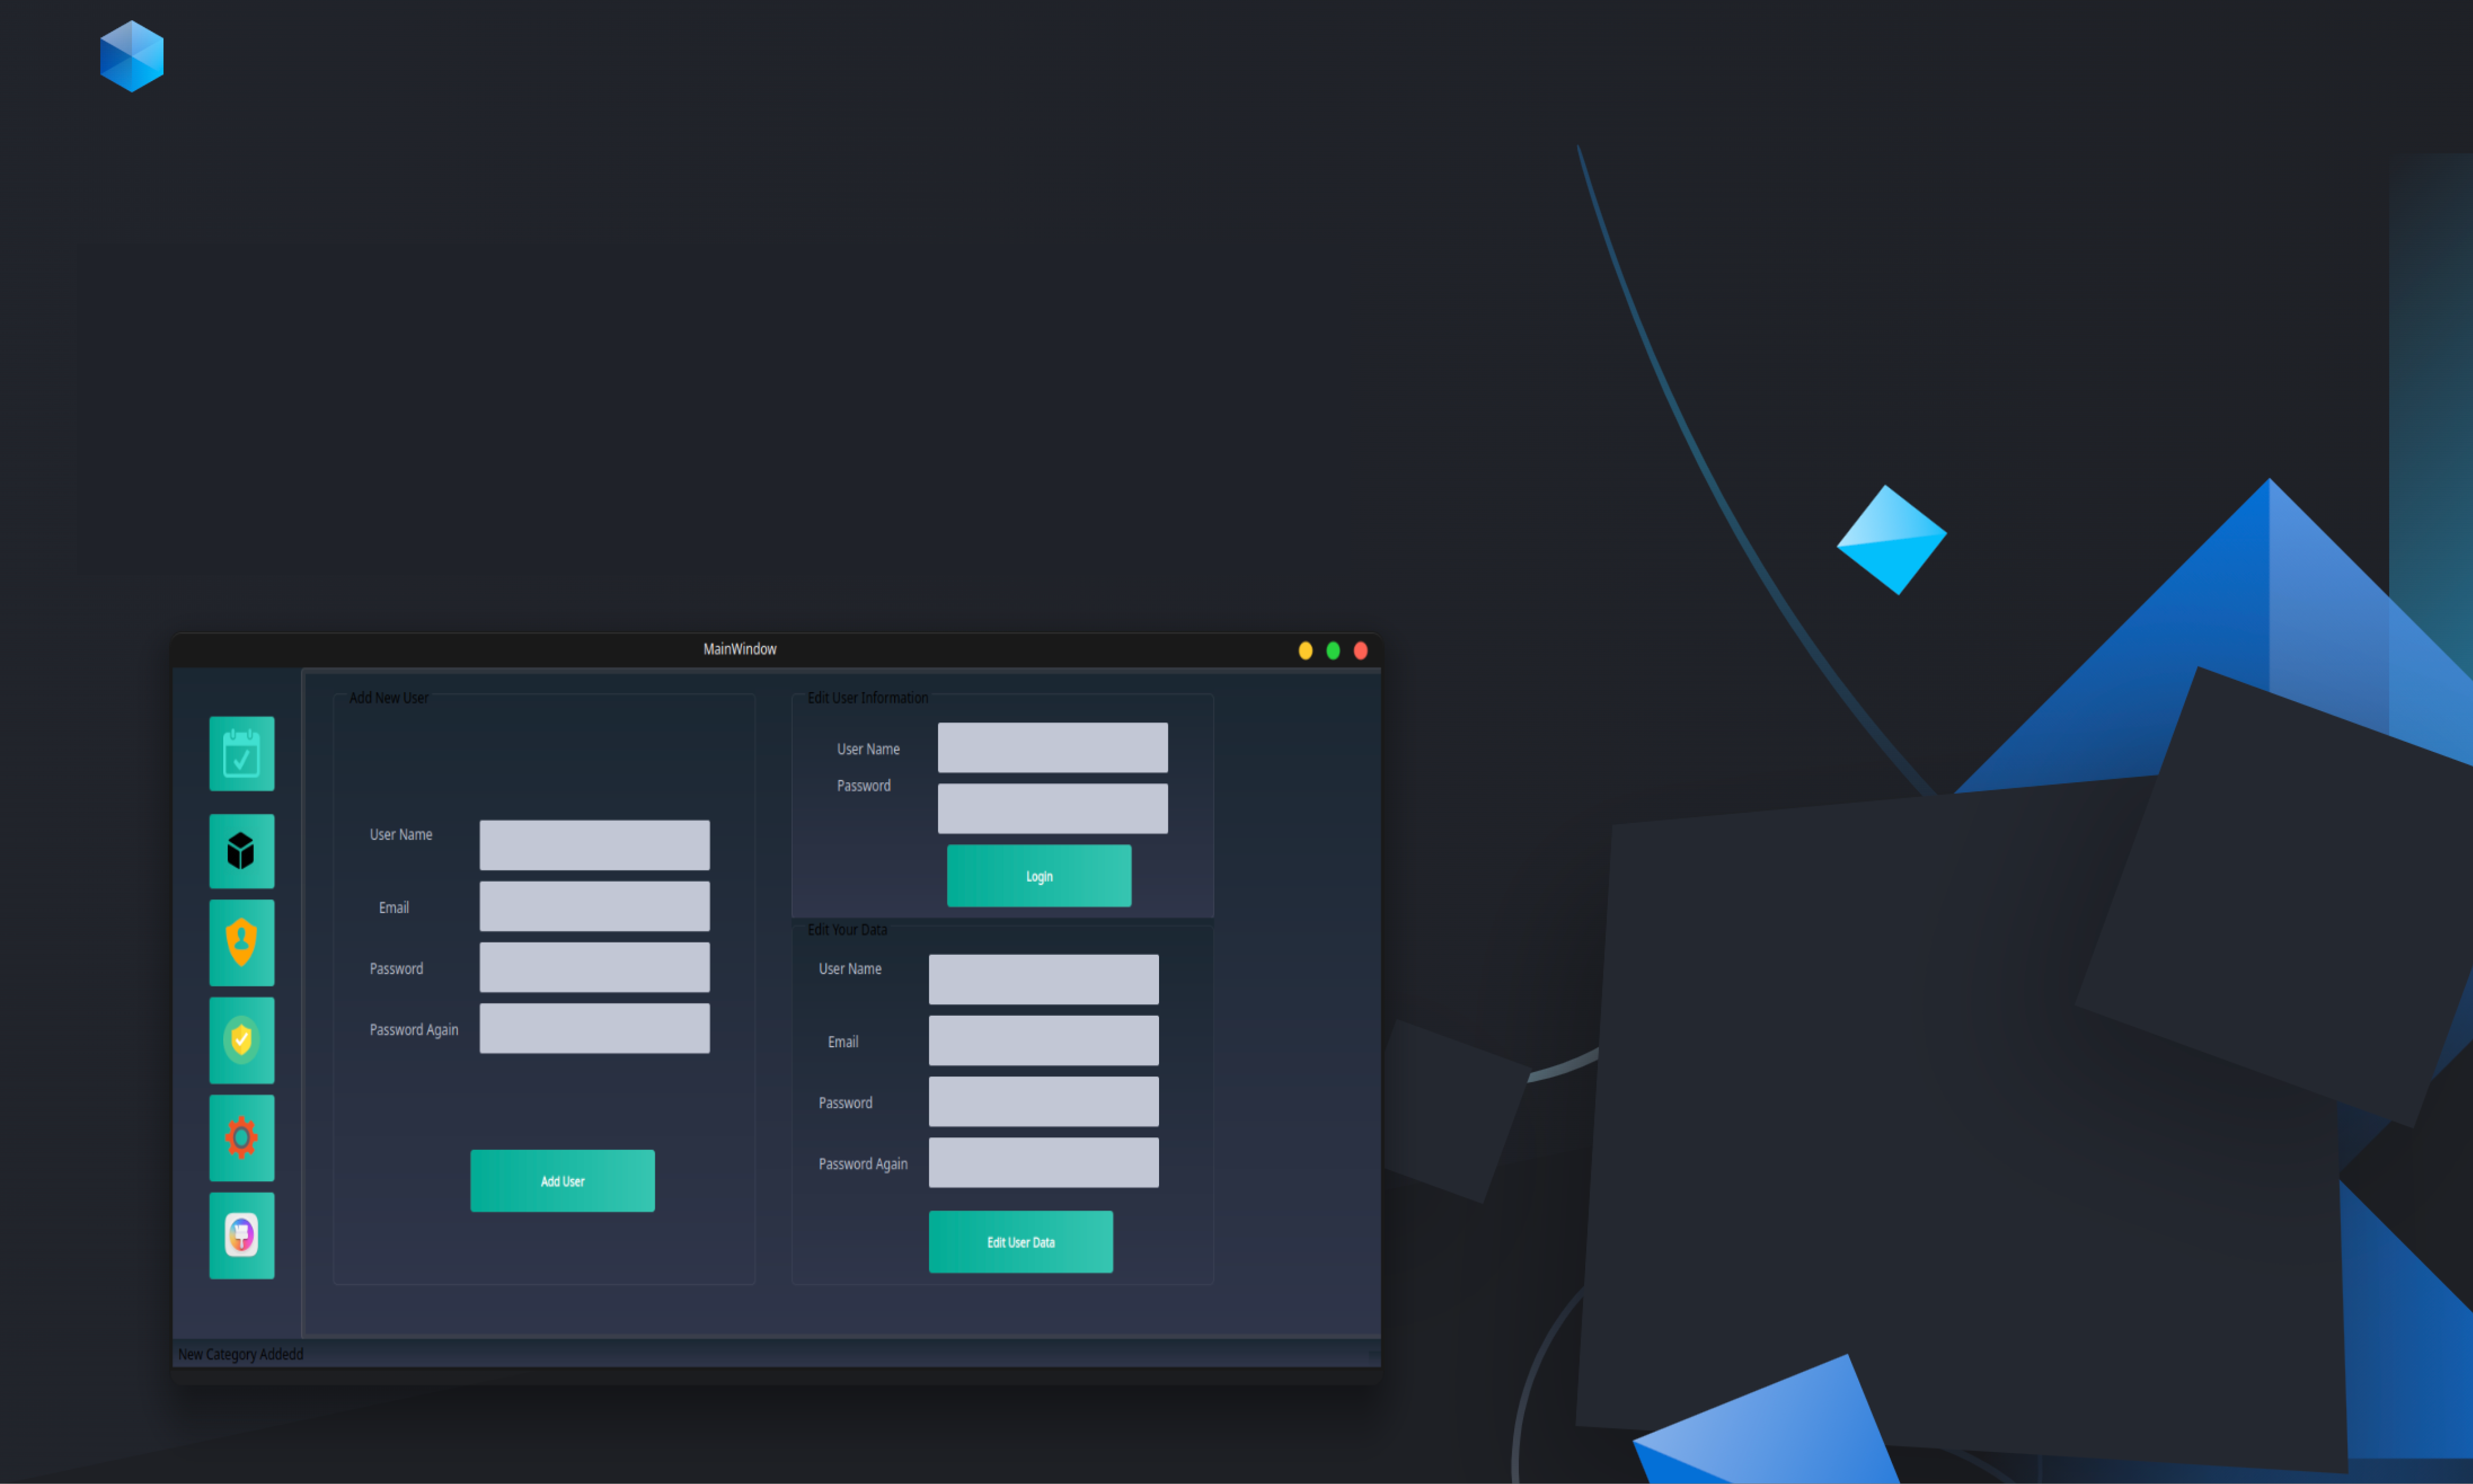 MainWindow
Add New User
User Name
Email
Password
Password Again
Add User
Edit User Information
User Name
Password
Login
Edit Your Data
User Name
Email
Password
Password Again
Edit User Data
New Category Addedd